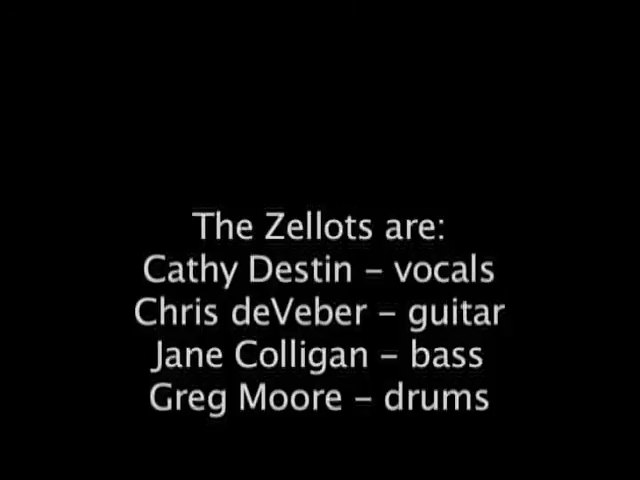 The Zellots are:
Cathy Destin – vocals
Chris deVeber – guitar
Jane Colligan – bass
Greg Moore – drums